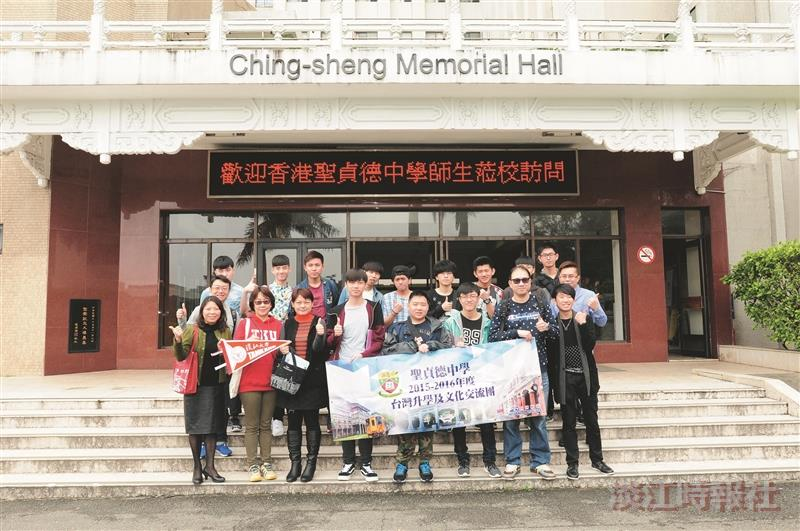 Ching-sheng Memorial Hall
歡迎香港聖貞德中學師生蒞校訪問
聖貞德中學
2015-2016年度
台灣升學及文化交流團
淡江時報社